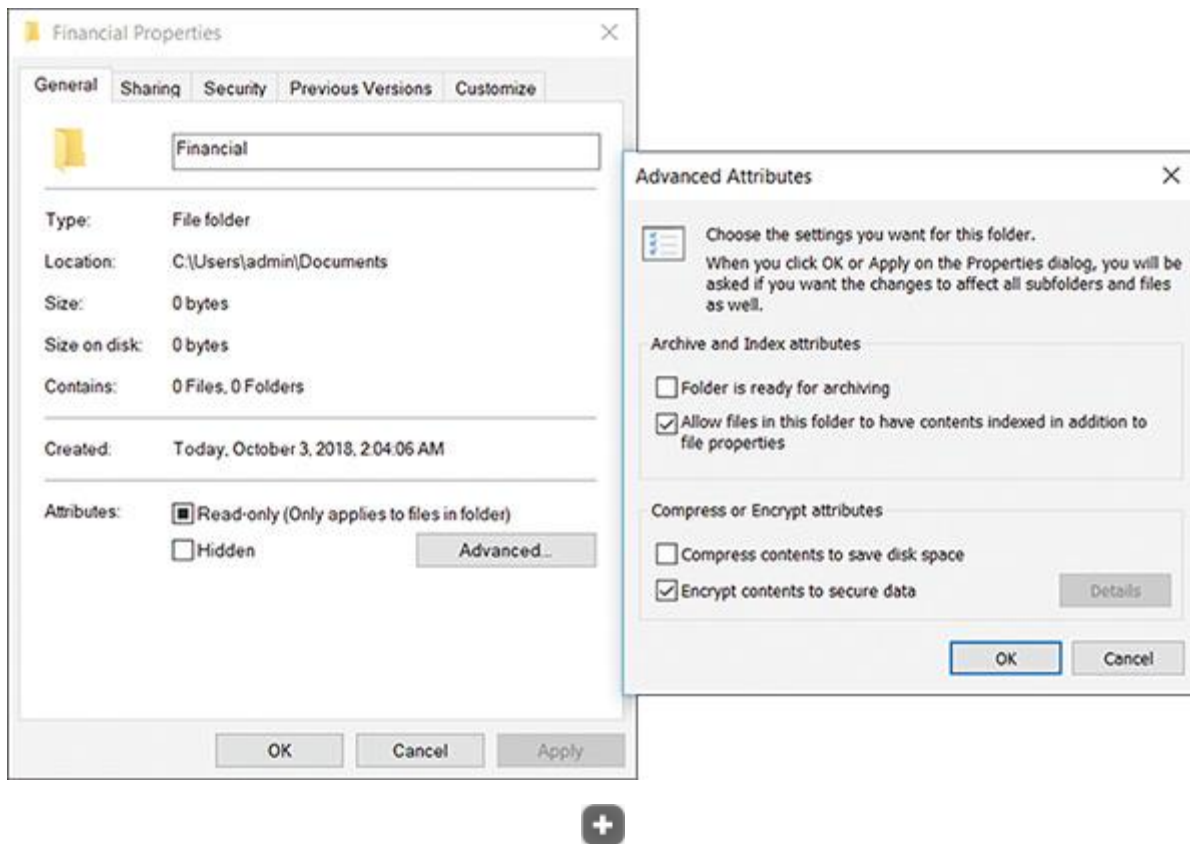 Financial Properties
General Sharing Security Previous Versions Customize
Financial
Type: File folder
Location: C:\Users\admin\Documents
Size: 0 bytes
Size on disk: 0 bytes
Contains: 0 Files, 0 Folders
Created: Today, October 3, 2018, 2:04:06 AM
Attributes: Read-only (Only applies to files in folder)
Hidden Advanced...
OK Cancel Apply
Advanced Attributes
Choose the settings you want for this folder.
When you click OK or Apply on the Properties dialog, you will be
asked if you want the changes to affect all subfolders and files
as well.
Archive and Index attributes
Folder is ready for archiving
Allow files in this folder to have contents indexed in addition to
file properties
Compress or Encrypt attributes
Compress contents to save disk space
Encrypt contents to secure data Details
OK Cancel